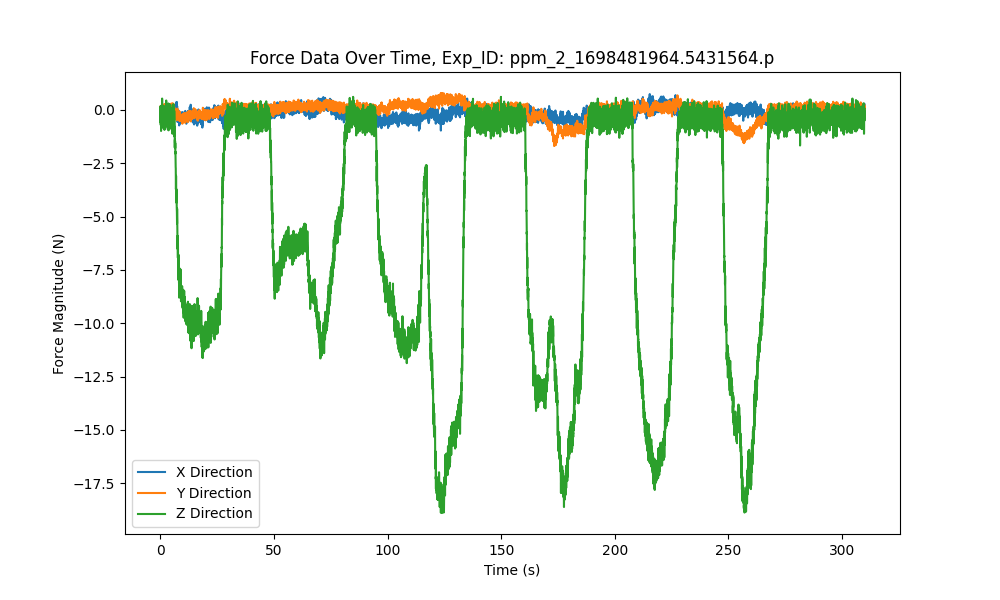 Force Data Over Time, Exp_ID: ppm_2_1698481964.5431564.p
Force Magnitude (N)
0.0
−2.5
−5.0
−7.5
−10.0
−12.5
−15.0
−17.5
X Direction
Y Direction
Z Direction
0 50 100 150 200 250 300
Time (s)